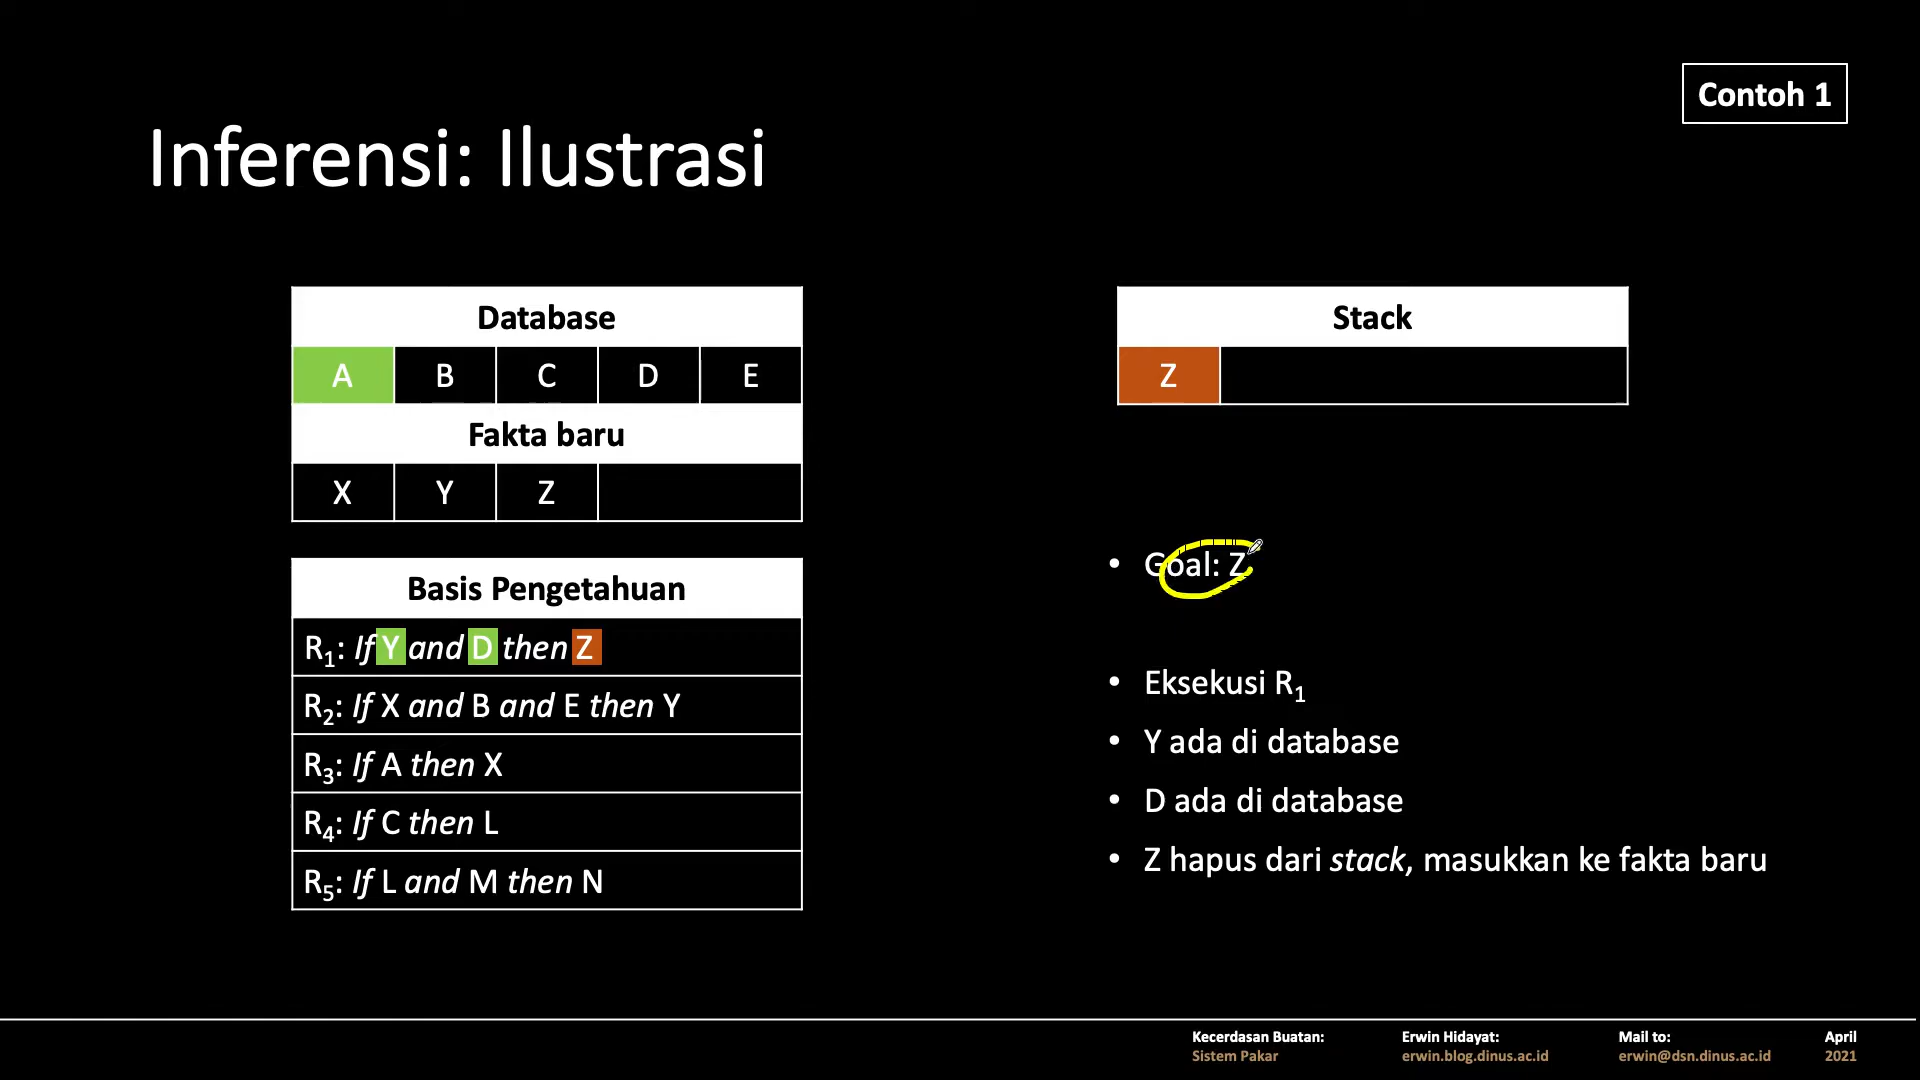 Contoh 1
Inferensi: Ilustrasi
Database
A B C D E
Fakta baru
X Y Z
Basis Pengetahuan
R1: If Y and D then Z
R2: If X and B and E then Y
R3: If A then X
R4: If C then L
R5: If L and M then N
Stack
Z
• Goal: Z
• Eksekusi R1
• Y ada di database
• D ada di database
• Z hapus dari stack, masukkan ke fakta baru
Kecerdasan Buatan: Erwin Hidayat: Mail to: April
Sistem Pakar erwin.blog.dinus.ac.id erwin@dsn.dinus.ac.id 2021